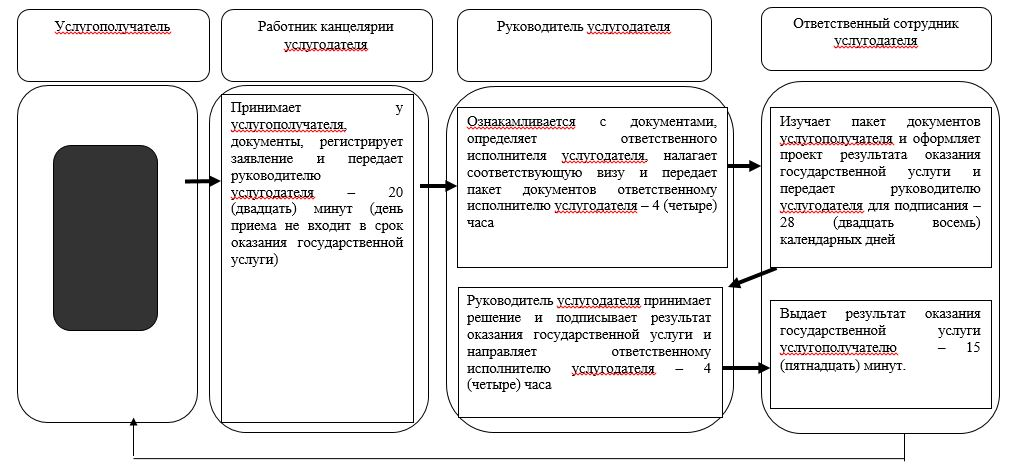 Услугополучатель
Работник канцелярии
услугодателя
Руководитель услугодателя
Ответственный сотрудник
услугодателя
Принимает у
услугополучателя,
документы, регистрирует
заявление и передает
руководителю
услугодателя – 20
(двадцать) минут (день
приема не входит в срок
оказания государственной
услуги)
Ознакамливается с документами,
определяет ответственного
исполнителя услугодателя, налагает
соответствующую визу и передает
пакет документов ответственному
исполнителю услугодателя – 4 (четыре)
часа
Изучает пакет документов
услугополучателя и оформляет
проект результата оказания
государственной услуги и
передает руководителю
услугодателя для подписания –
28 (двадцать восемь)
календарных дней
Руководитель услугодателя принимает
решение и подписывает результат
оказания государственной услуги и
направляет ответственному
исполнителю услугодателя – 4
(четыре) часа
Выдает результат оказания
государственной услуги
услугополучателю – 15
(пятнадцать) минут.